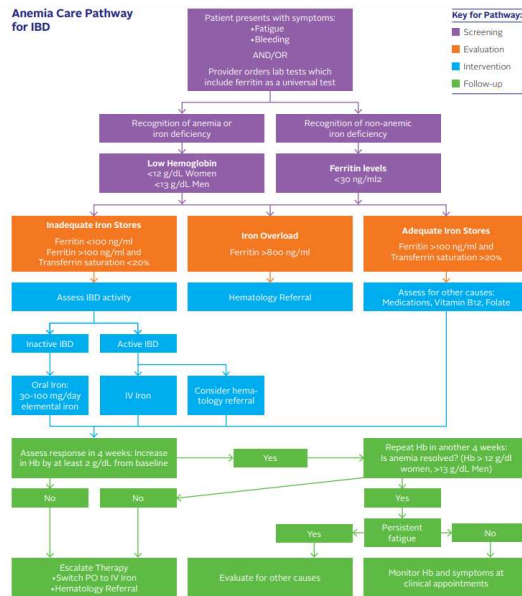 Anemia Care Pathway
for IBD
Patient presents with symptoms:
•Fatigue
•Bleeding
AND/OR
Provider orders lab tests which
include ferritin as a universal test
Key for Pathway:
Screening
Evaluation
Intervention
Follow-up
Recognition of anemia or
iron deficiency
Recognition of non-anemic
iron deficiency
Low Hemoglobin
<12 g/dL Women
<13 g/dL Men
Ferritin levels
<30 ng/ml2
Inadequate Iron Stores
Ferritin <100 ng/ml
Ferritin >100 ng/ml and
Transferrin saturation <20%
Iron Overload
Ferritin >800 ng/ml
Adequate Iron Stores
Ferritin >100 ng/ml and
Transferrin saturation >20%
Assess IBD activity
Hematology Referral
Assess for other causes:
Medications, Vitamin B12, Folate
Inactive IBD
Active IBD
Oral Iron:
30-100 mg/day
elemental iron
IV Iron
Consider hema-
tology referral
Assess response in 4 weeks: Increase
in Hb by at least 2 g/dL from baseline
Yes
Repeat Hb in another 4 weeks:
Is anemia resolved? (Hb > 12 g/dl
women, >13 g/dL Men)
No
No
Yes
Yes
Persistent
fatigue
No
Escalate Therapy
•Switch PO to IV Iron
•Hematology Referral
Evaluate for other causes
Monitor Hb and symptoms at
clinical appointments